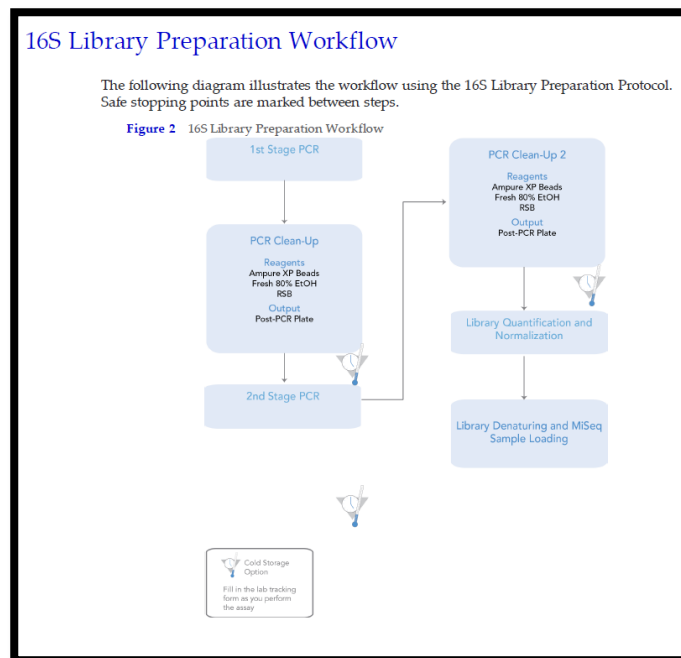 16S Library Preparation Workflow
The following diagram illustrates the workflow using the 16S Library Preparation Protocol.
Safe stopping points are marked between steps.
Figure 2 16S Library Preparation Workflow
1st Stage PCR
PCR Clean-Up
Reagents
Ampure XP Beads
Fresh 80% EtOH
RSB
Output
Post-PCR Plate
2nd Stage PCR
PCR Clean-Up 2
Reagents
Ampure XP Beads
Fresh 80% EtOH
RSB
Output
Post-PCR Plate
Library Quantification and
Normalization
Library Denaturing and MiSeq
Sample Loading
Cold Storage
Option
Fill in the lab tracking
form as you perform
the assay